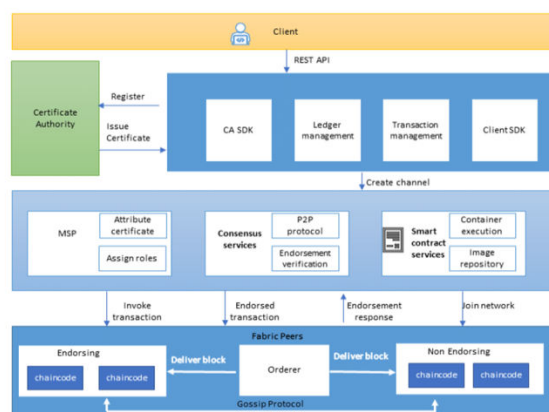 Client
REST API
Certificate
Authority
Register
Issue
Certificate
CA SDK
Ledger
management
Transaction
management
Client SDK
Create channel
MSP
Attribute
certificate
Assign roles
Consensus
services
P2P
protocol
Endorsement
verification
Smart
contract
services
Container
execution
Image
repository
Invoke
transaction
Endorsed
transaction
Endorsement
response
Join network
Fabric Peers
Endorsing
chaincode
chaincode
Deliver block
Orderer
Deliver block
Non Endorsing
chaincode
chaincode
Gossip Protocol